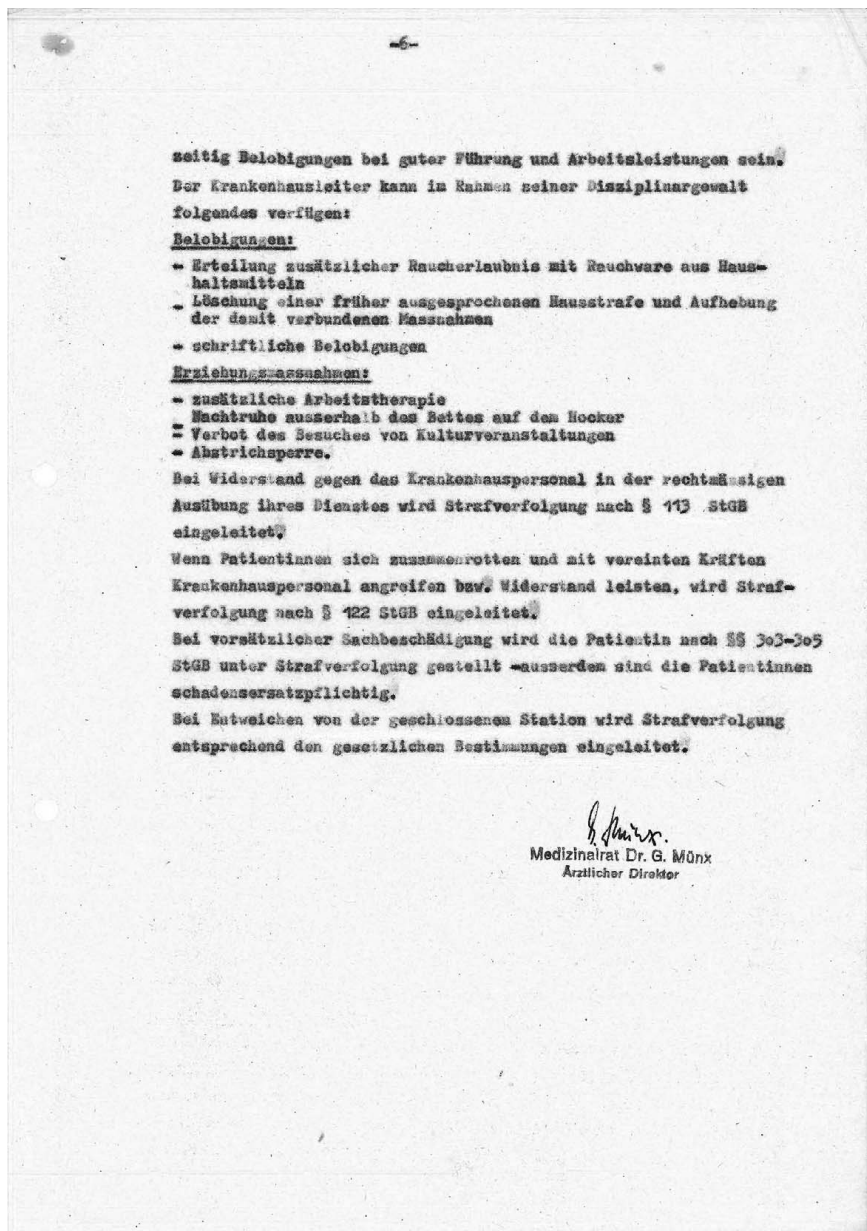 -6-
zeitig Belobigungen bei guter Führung und Arbeitsleistungen sein.
Der Krankenhausleiter kann im Rahmen seiner Disziplinargewalt
folgendes verfügen:
Belobigungen:
- Erteilung zusätzlicher Raucherlaubnis mit Rauchware aus Haus-
haltsmitteln
- Löschung einer früher ausgesprochenen Hausstrafe und Aufhebung
der damit verbundenen Massnahmen
- schriftliche Belobigungen
Erziehungsmassnahmen:
- zusätzliche Arbeitstherapie
- Nachtruhe ausserhalb des Bettes auf dem Hocker
- Verbot des Besuches von Kulturveranstaltungen
- Abstrichsperre.
Bei Widerstand gegen das Krankenhauspersonal in der rechtmässigen
Ausübung ihres Dienstes wird Strafverfolgung nach § 113 StGB
eingeleitet.
Wenn Patientinnen sich zusammenrotten und mit vereinten Kräften
Krankenhauspersonal angreifen bzw. Widerstand leisten, wird Straf-
verfolgung nach § 122 StGB eingeleitet.
Bei vorsätzlicher Sachbeschädigung wird die Patientin nach §§ 303-305
StGB unter Strafverfolgung gestellt -ausserdem sind die Patientinnen
schadensersatzpflichtig.
Bei Entweichen von der geschlossenen Station wird Strafverfolgung
entsprechend den gesetzlichen Bestimmungen eingeleitet.
G. Münx.
Medizinalrat Dr. G. Münx
Ärztlicher Direktor